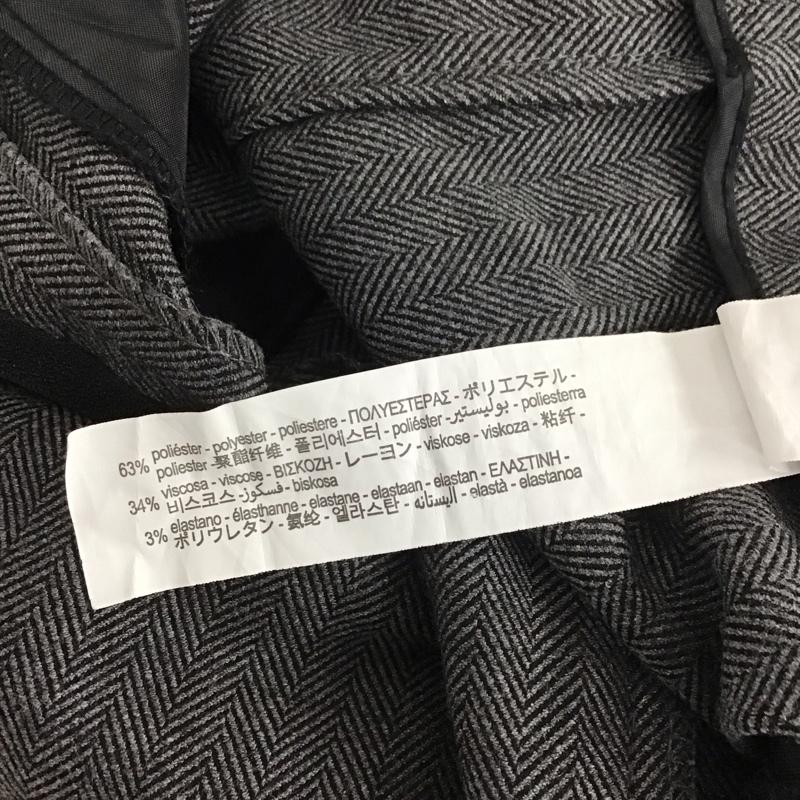 63% poliéster - polyester - poliestere - ΠΟΛΥΕΣΤΕΡΑΣ - ポリエステル -
poliester - 聚酯纤维 - 폴리에스터 - poliéster - بوليستير - poliesterra
34% viscosa - viscose - ΒΙΣΚΟΖΗ - レーヨン - viskose - viskoza - 粘纤 -
비스코스 - فسكوز - biskosa
3% elastano - élasthanne - elastane - elastaan - elastan - ΕΛΑΣΤΙΝΗ -
ポリウレタン - 氨纶 - 엘라스탄 - اليستانه - elastà - elastanoa